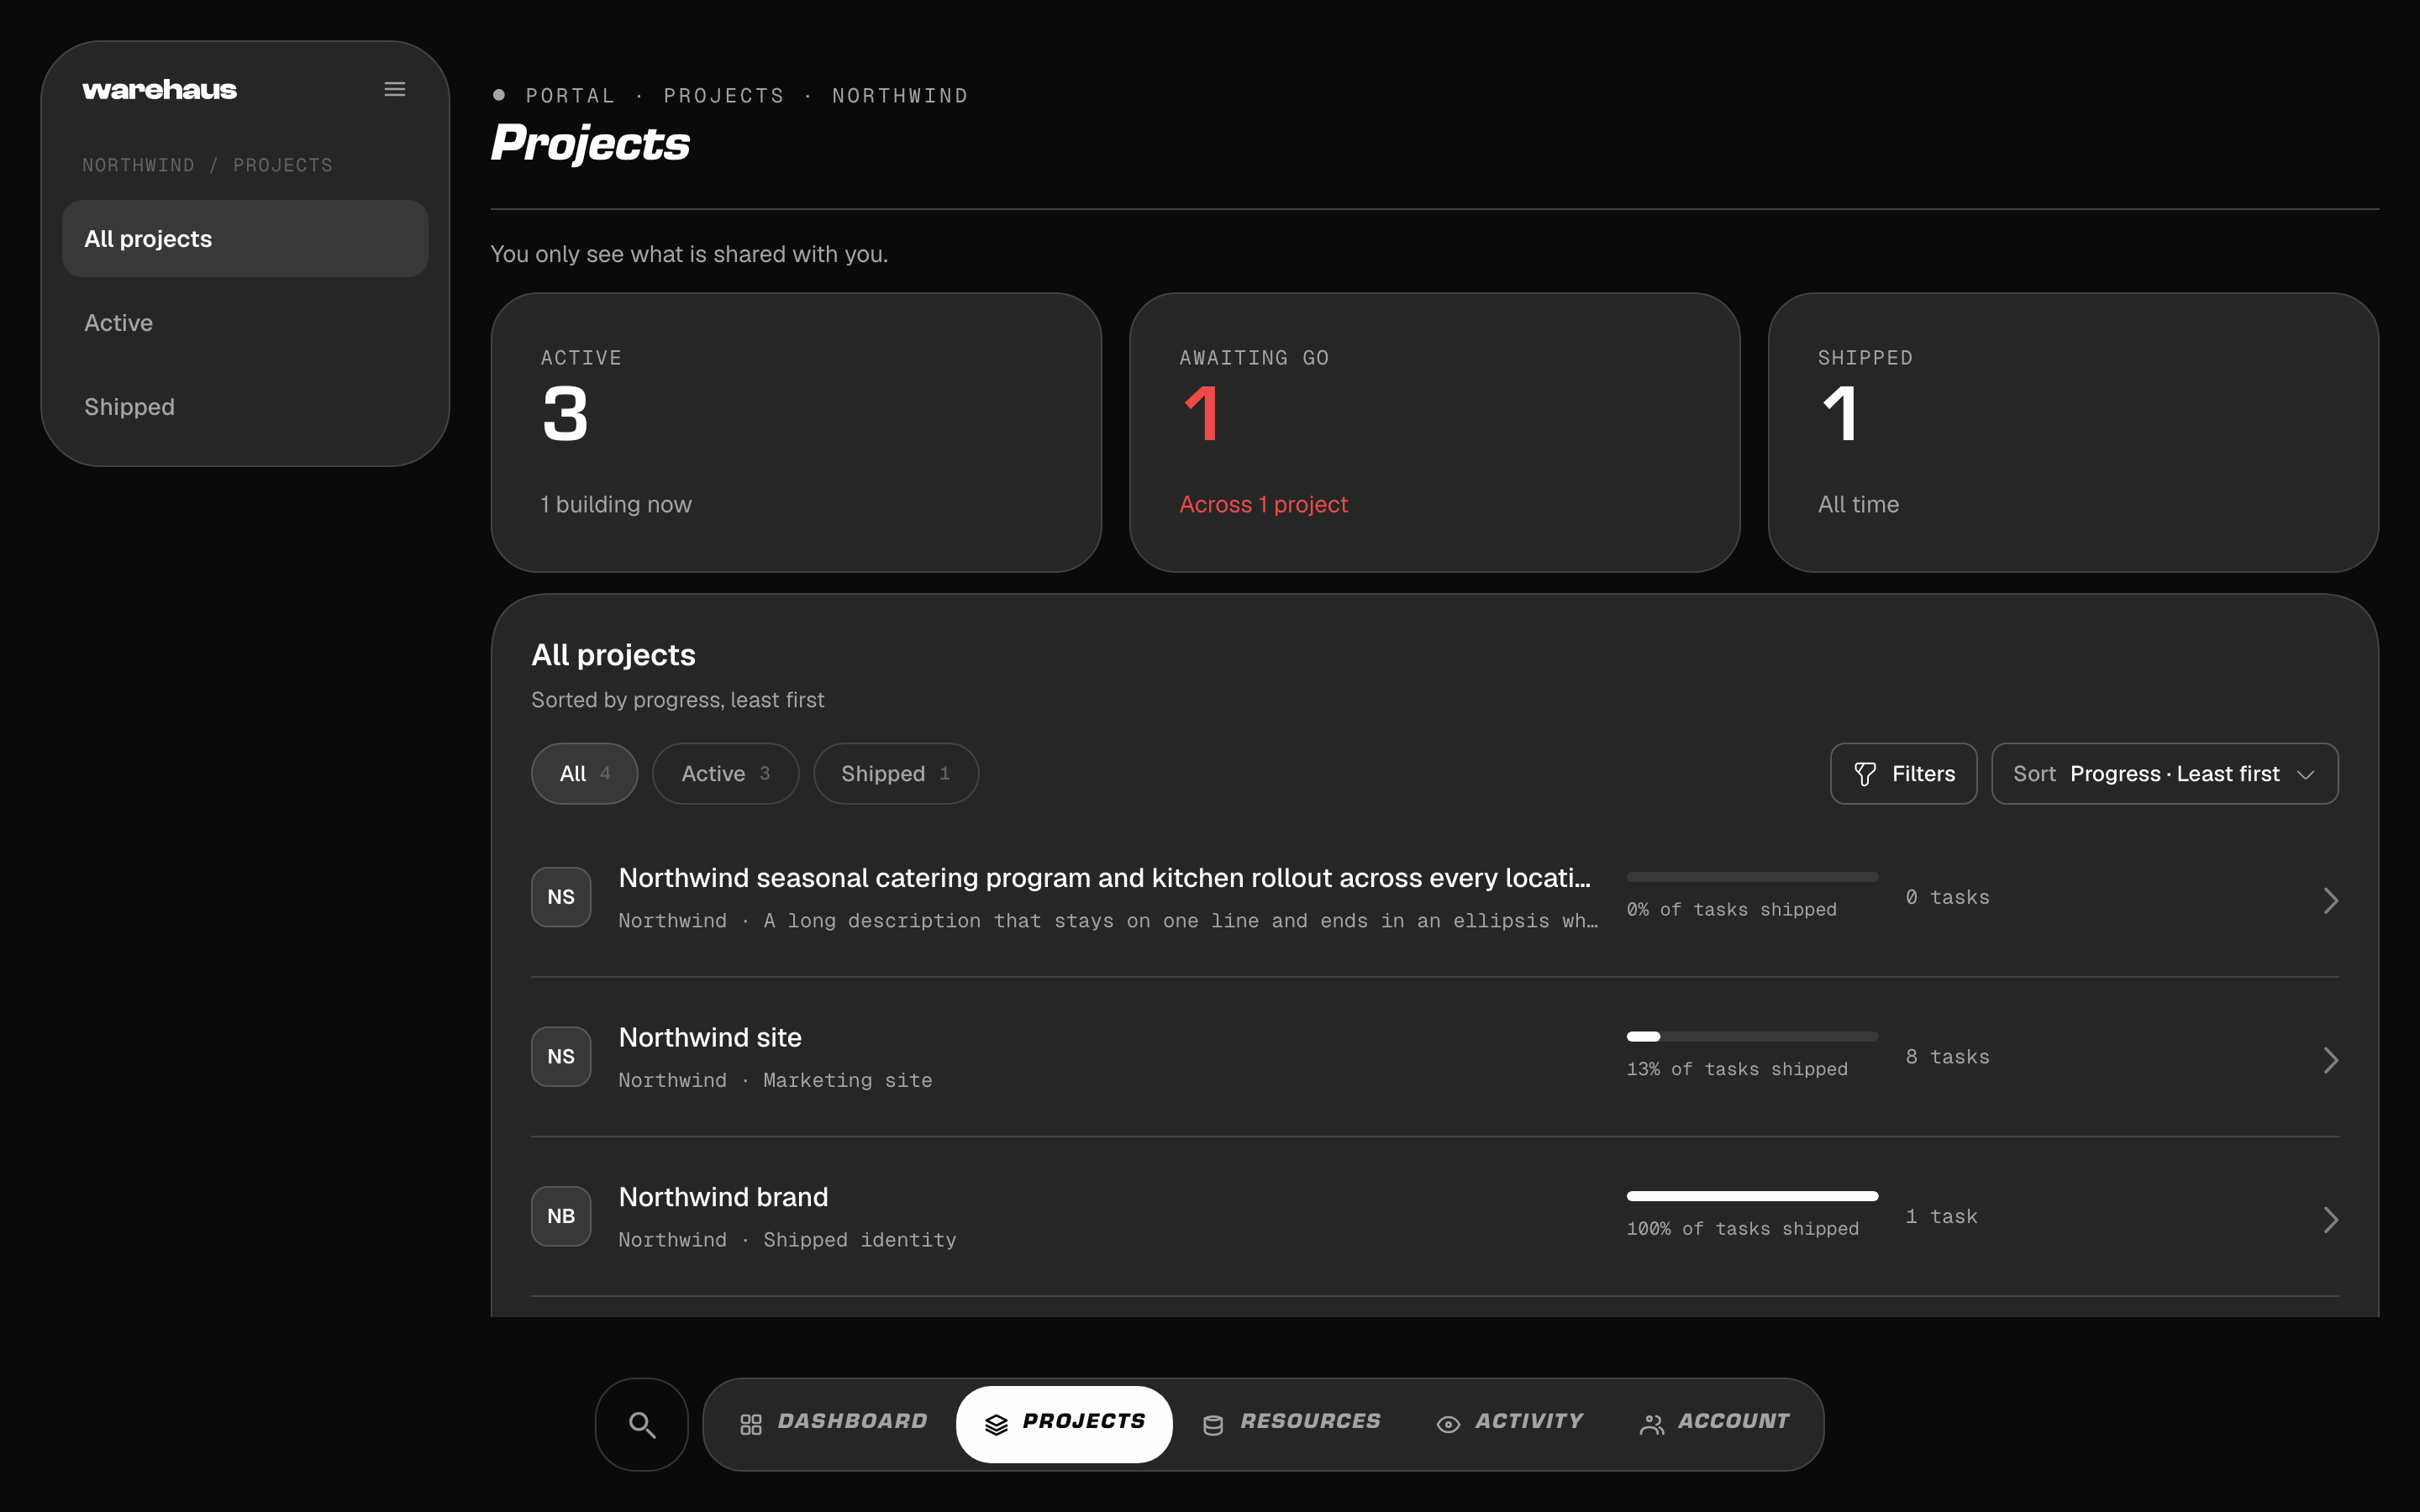 warehaus
NORTHWIND / PROJECTS
All projects
Active
Shipped
PORTAL · PROJECTS · NORTHWIND
Projects
You only see what is shared with you.
ACTIVE
3
1 building now
AWAITING GO
1
Across 1 project
SHIPPED
1
All time
All projects
Sorted by progress, least first
All 4
Active 3
Shipped 1
Filters
Sort Progress · Least first
NS
Northwind seasonal catering program and kitchen rollout across every locati…
Northwind · A long description that stays on one line and ends in an ellipsis wh…
0% of tasks shipped
0 tasks
NS
Northwind site
Northwind · Marketing site
13% of tasks shipped
8 tasks
NB
Northwind brand
Northwind · Shipped identity
100% of tasks shipped
1 task
DASHBOARD
PROJECTS
RESOURCES
ACTIVITY
ACCOUNT